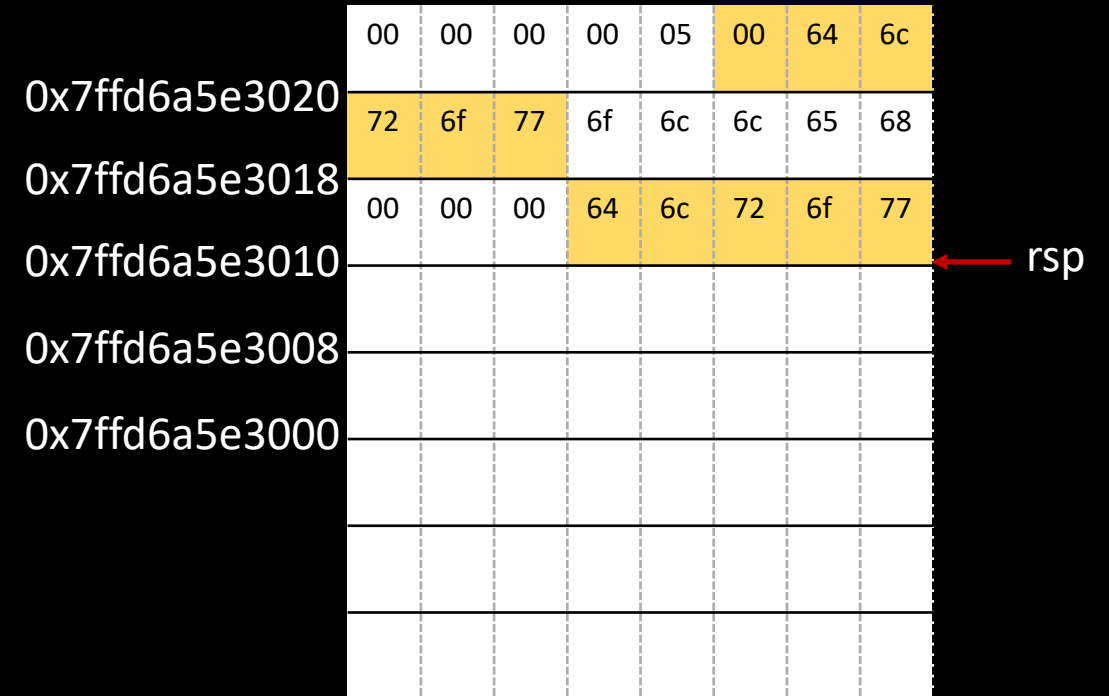 00 00 00 00 05 00 64 6c
0x7ffd6a5e3020
72 6f 77 6f 6c 6c 65 68
0x7ffd6a5e3018
00 00 00 64 6c 72 6f 77
0x7ffd6a5e3010
rsp
0x7ffd6a5e3008
0x7ffd6a5e3000